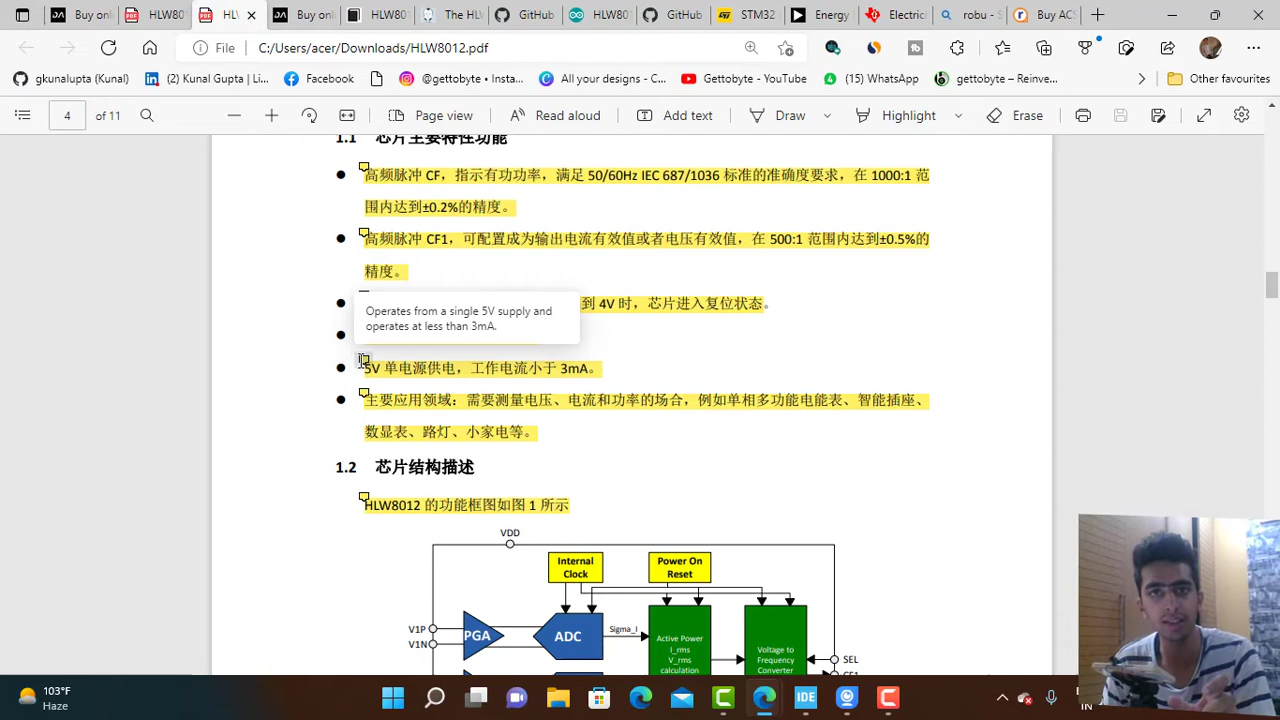 HLW8012
HLW
Buy onl
The HL
GitHub
HLW80
GitHub
STM32
Energy
Electric
robu - S
Buy ACS
File
C:/Users/acer/Downloads/HLW8012.pdf
gkunalupta (Kunal)
(2) Kunal Gupta | Li...
Facebook
@gettobyte • Insta...
All your designs - C...
Gettobyte - YouTube
(15) WhatsApp
gettobyte – Reinve...
Other favourites
4
of 11
Read aloud
Add text
Draw
Highlight
Erase
1.1 芯片主要特性功能
高频脉冲 CF，指示有功功率，满足 50/60Hz IEC 687/1036 标准的准确度要求，在 1000:1 范
围内达到±0.2%的精度。
高频脉冲 CF1，可配置成为输出电流有效值或者电压有效值，在 500:1 范围内达到±0.5%的
精度。
到 4V 时，芯片进入复位状态。
Operates from a single 5V supply and
operates at less than 3mA.
5V 单电源供电，工作电流小于 3mA。
主要应用领域：需要测量电压、电流和功率的场合，例如单相多功能电能表、智能插座、
数显表、路灯、小家电等。
1.2 芯片结构描述
HLW8012 的功能框图如图 1 所示
VDD
Internal
Clock
Power On
Reset
V1P
V1N
PGA
ADC
Sigma_I
Active Power
I_rms
V_rms
calculation
Voltage to
Frequency
Converter
SEL
CF1
103°F
Haze
IDE
IN